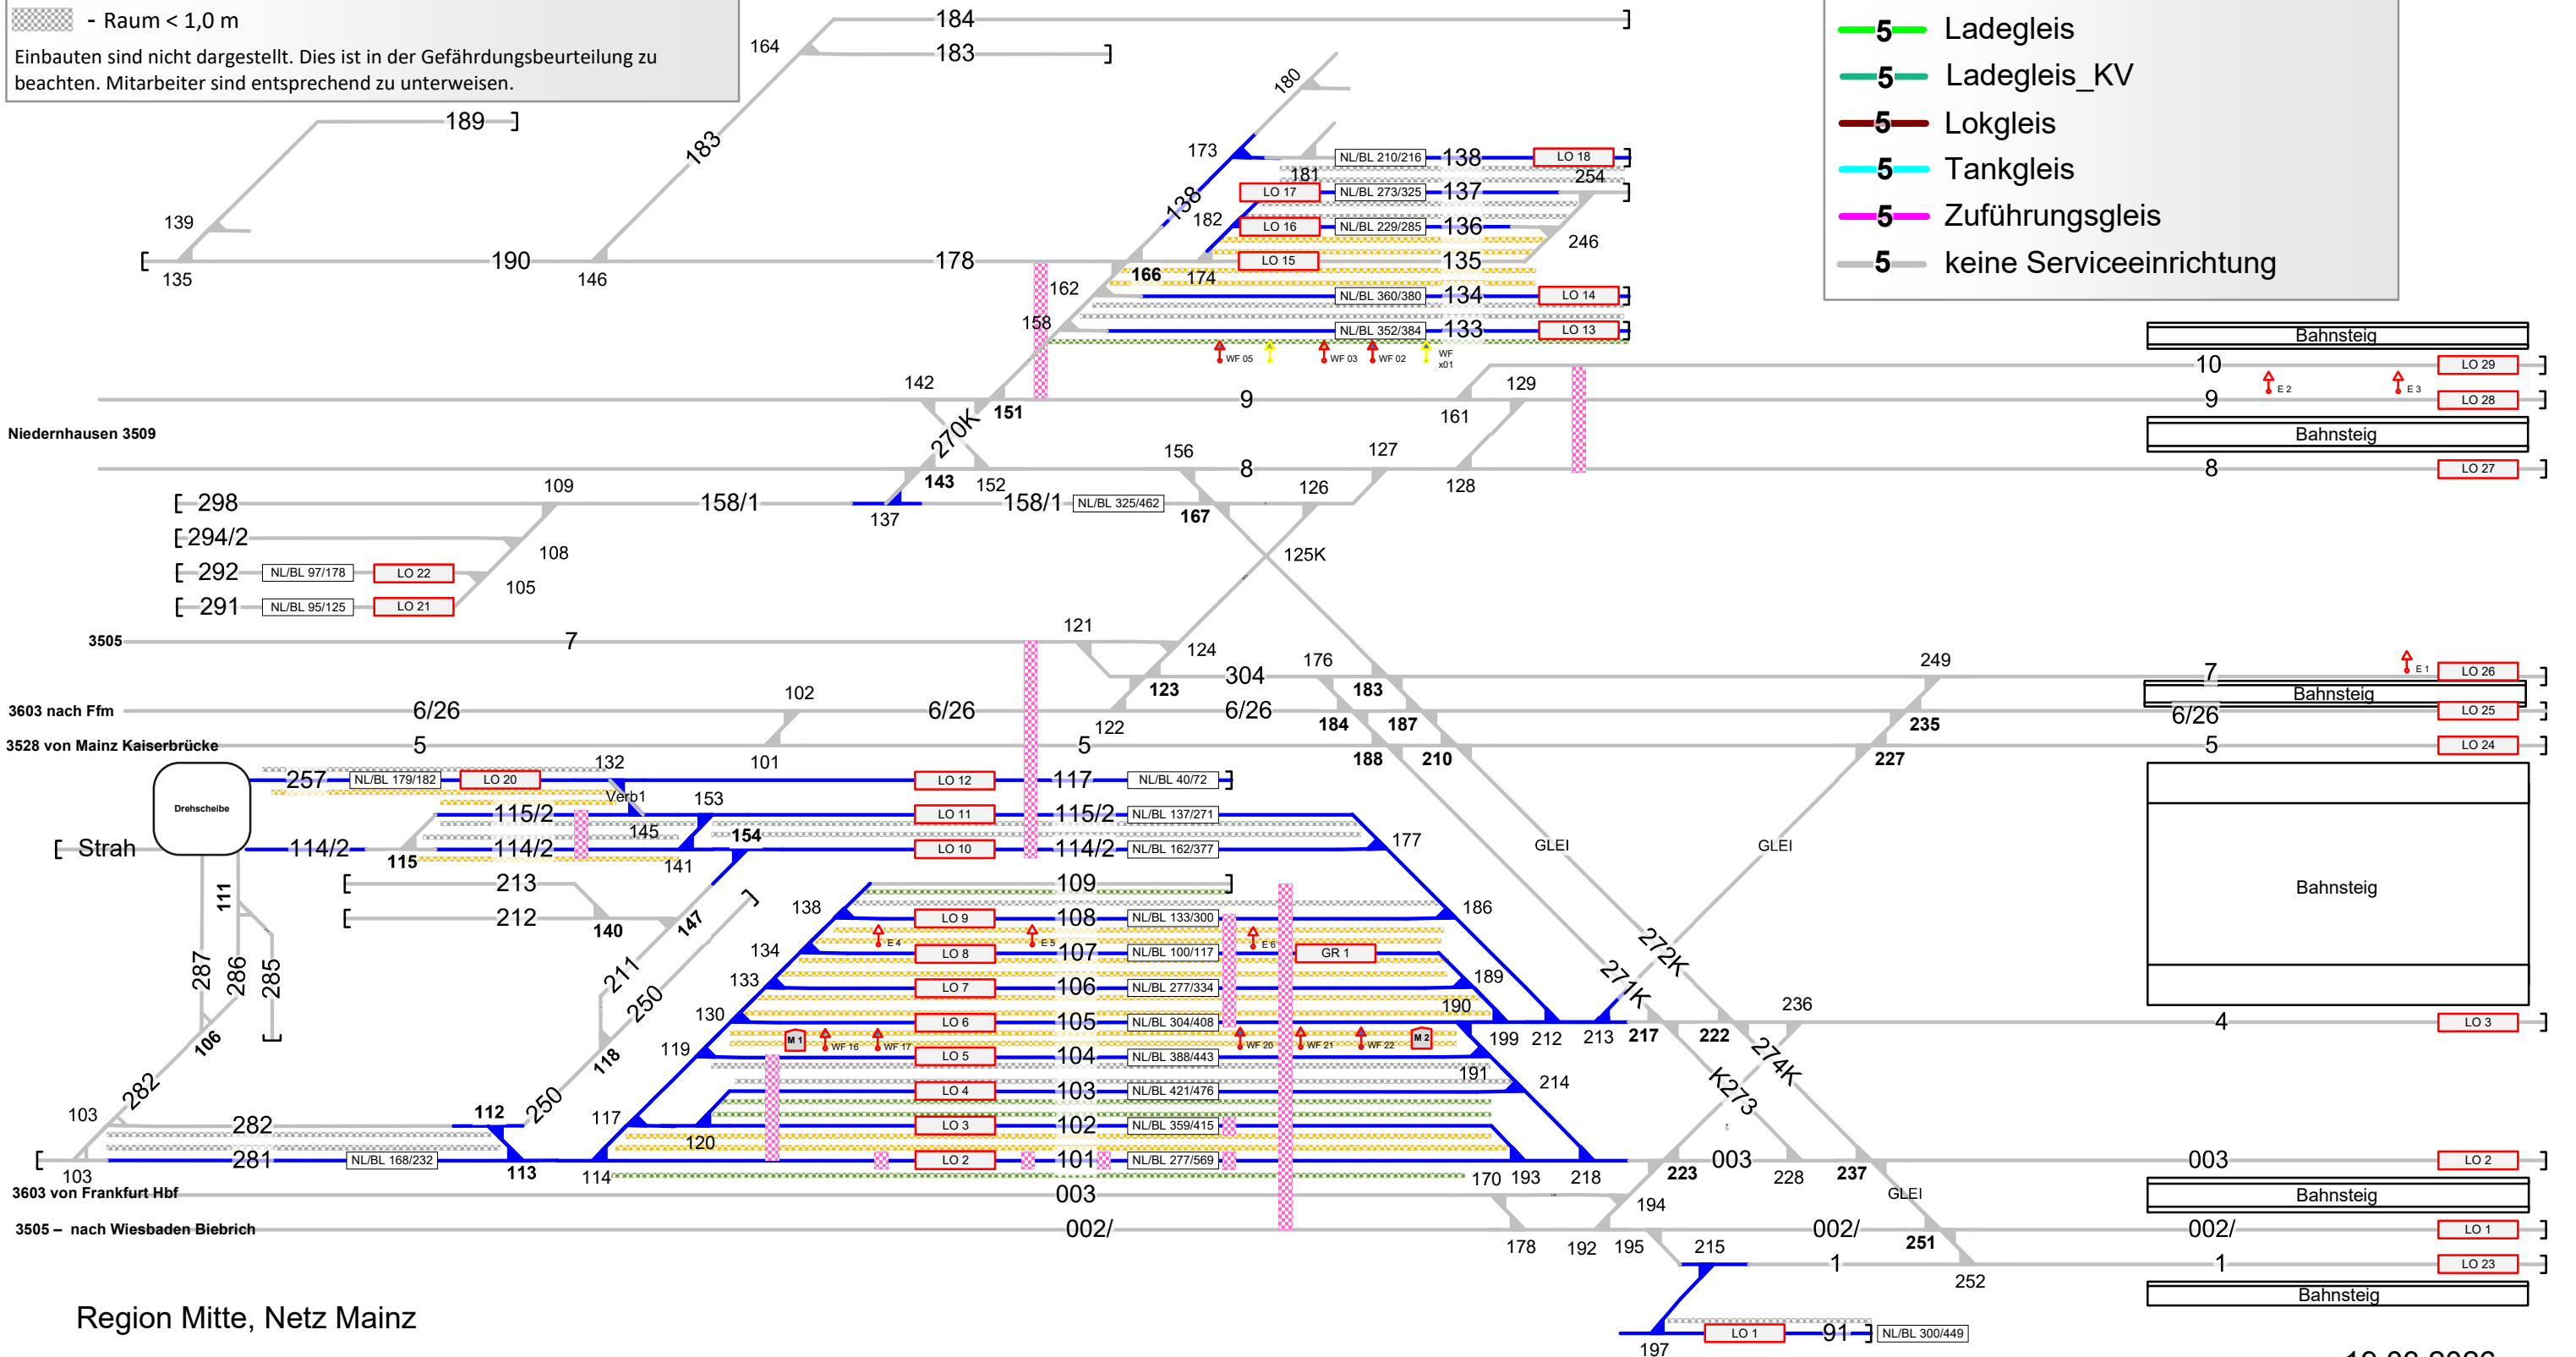 - Raum < 1,0 m
Einbauten sind nicht dargestellt. Dies ist in der Gefährdungsbeurteilung zu
beachten. Mitarbeiter sind entsprechend zu unterweisen.
5 Ladegleis
5 Ladegleis_KV
5 Lokgleis
5 Tankgleis
5 Zuführungsgleis
5 keine Serviceeinrichtung
184
164 183
180
189 183
173 NL/BL 210/216 138 LO 18
181 254
LO 17 NL/BL 273/325 137
138
139 182 LO 16 NL/BL 229/285 136
246
190 178 LO 15 135
135 146 166 174
162 NL/BL 360/380 134 LO 14
158 NL/BL 352/384 133 LO 13
Bahnsteig
WF 05 WF 03 WF 02 WF x01
10 LO 29
142 129 E 2 E 3
151 9 161 9 LO 28
270K
Niedernhausen 3509
Bahnsteig
156 127
8 8 LO 27
143 152 126 128
109
298 158/1 158/1 NL/BL 325/462
137 167
294/2
108 125K
292 NL/BL 97/178 LO 22
105
291 NL/BL 95/125 LO 21
121
3505 7
124 176 249 E 1
304 7 LO 26
123 183
102 Bahnsteig
3603 nach Ffm 6/26 6/26 6/26 6/26 LO 25
122 184 187 235
3528 von Mainz Kaiserbrücke 5 5 5 LO 24
132 101 188 210 227
257 NL/BL 179/182 LO 20 LO 12 117 NL/BL 40/72
Drehscheibe Verb1 153
115/2 LO 11 115/2 NL/BL 137/271
145 154 177
Strah 114/2 114/2 LO 10 114/2 NL/BL 162/377 GLEI GLEI
115 141
213 109
Bahnsteig
111 138 186
212 LO 9 108 NL/BL 133/300
140 147
E 4 E 5 E 6
134 272K
LO 8 107 NL/BL 100/117 GR 1
287 286 285 211 133 189 271K
LO 7 106 NL/BL 277/334
250 190 236
130 LO 6 105 NL/BL 304/408 4 LO 3
106 M 1 WF 16 WF 17 WF 20 WF 21 WF 22 M 2 199 212 213 217 222
119 274K
118 LO 5 104 NL/BL 388/443
191 214
282 LO 4 103 NL/BL 421/476 K273
103 112 250 117
282 LO 3 102 NL/BL 359/415
120
281 NL/BL 168/232 LO 2 101 NL/BL 277/569 003 003 LO 2
103 113 114 170 193 218 223 228 237
3603 von Frankfurt Hbf 003 GLEI Bahnsteig
194
3505 – nach Wiesbaden Biebrich 002/ 002/ 002/ LO 1
178 192 195 215 251
1 1 LO 23
252
Bahnsteig
Region Mitte, Netz Mainz
LO 1 91 NL/BL 300/449
197